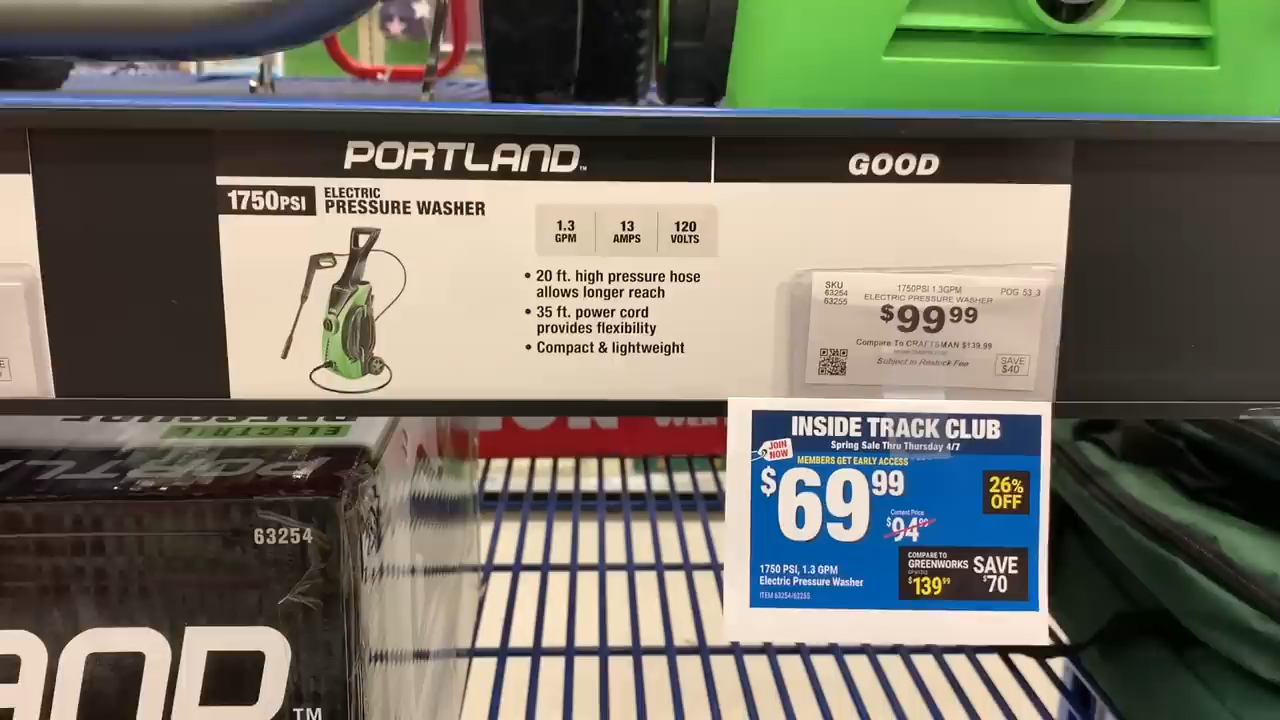 PORTLAND™
GOOD
1750PSI
ELECTRIC
PRESSURE WASHER
1.3 GPM
13 AMPS
120 VOLTS
• 20 ft. high pressure hose
allows longer reach
• 35 ft. power cord
provides flexibility
• Compact & lightweight
SKU
63254
63255
1750PSI 1.3GPM
ELECTRIC PRESSURE WASHER
POG 53 3
$99.99
Compare To CRAFTSMAN $139.99
Subject to Restock Fee
SAVE
$40
INSIDE TRACK CLUB
JOIN
NOW
Spring Sale Thru Thursday 4/7
MEMBERS GET EARLY ACCESS
$69.99
Current Price
26%
OFF
1750 PSI, 1.3 GPM
Electric Pressure Washer
ITEM 63254/63255
COMPARE TO
GREENWORKS
$139.99
SAVE
$70
ELECTRIC
63254
TM